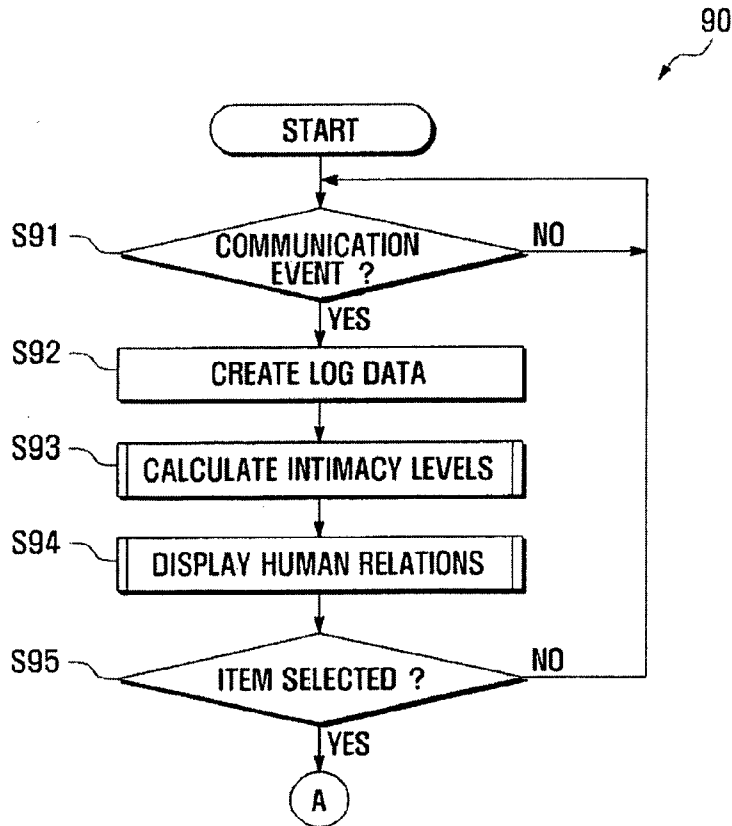 90
START
S91
COMMUNICATION
EVENT ?
NO
YES
S92
CREATE LOG DATA
S93
CALCULATE INTIMACY LEVELS
S94
DISPLAY HUMAN RELATIONS
S95
ITEM SELECTED ?
NO
YES
A